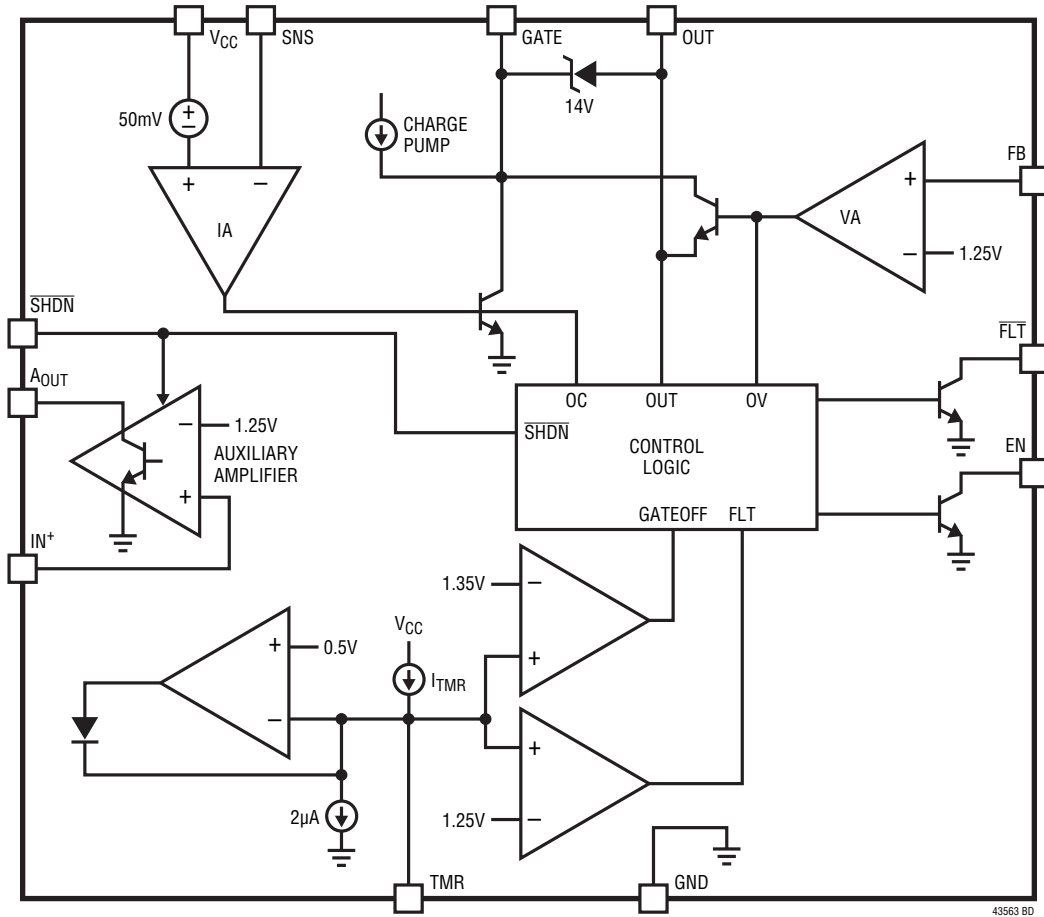 VCC
SNS
GATE
OUT
50mV
+
–
14V
CHARGE
PUMP
FB
+
–
IA
+
VA
–
1.25V
SHDN
FLT
AOUT
OC
OUT
OV
–
1.25V
SHDN
AUXILIARY
AMPLIFIER
CONTROL
LOGIC
EN
+
GATEOFF
FLT
IN+
1.35V
–
VCC
+
0.5V
+
ITMR
–
+
2µA
1.25V
–
TMR
GND
43563 BD